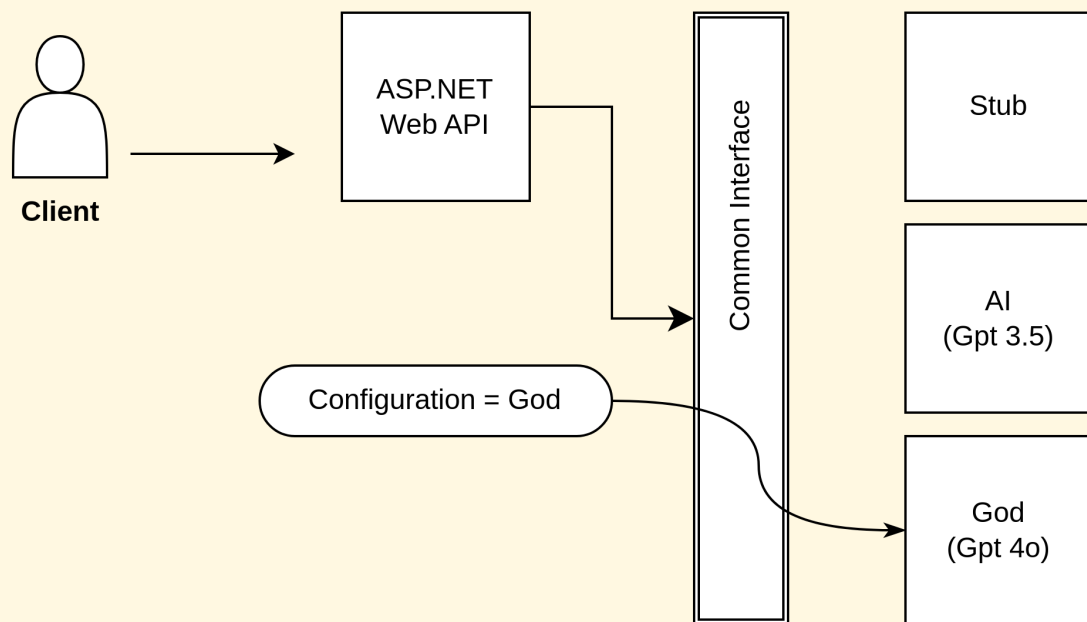 Client
ASP.NET
Web API
Common Interface
Configuration = God
Stub
AI
(Gpt 3.5)
God
(Gpt 4o)